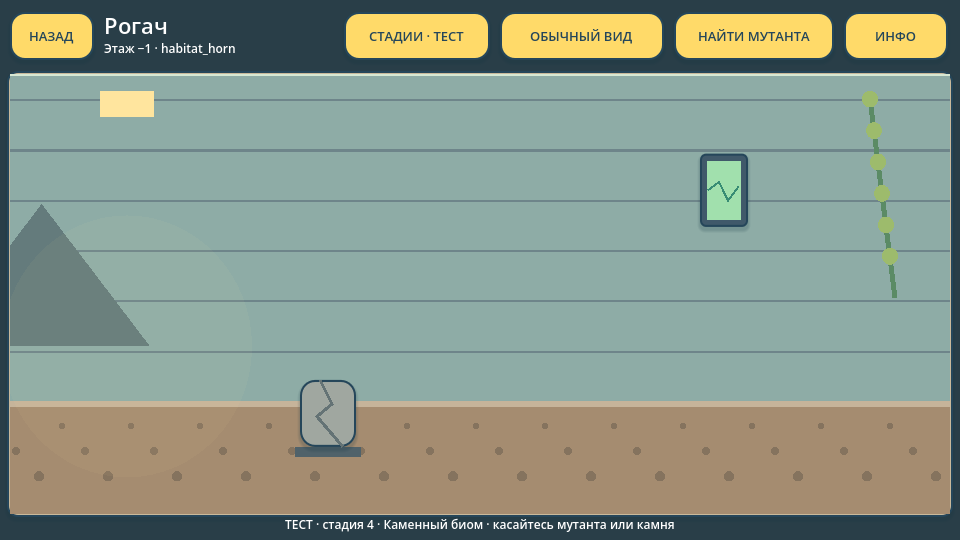 НАЗАД
Рогач
Этаж −1 · habitat_horn
СТАДИИ · ТЕСТ
ОБЫЧНЫЙ ВИД
НАЙТИ МУТАНТА
ИНФО
ТЕСТ · стадия 4 · Каменный биом · касайтесь мутанта или камня